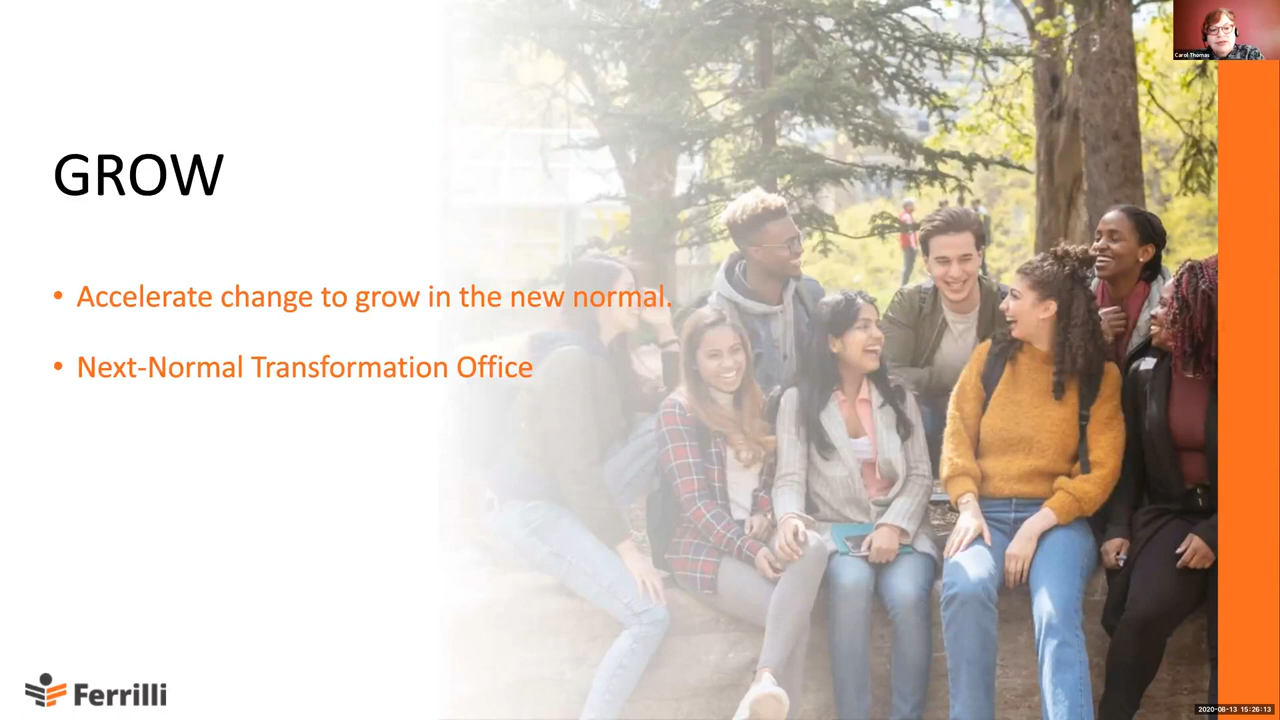 Carol Thomas
GROW
• Accelerate change to grow in the new normal.
• Next-Normal Transformation Office
Ferrilli
2020-08-13 15:26:13